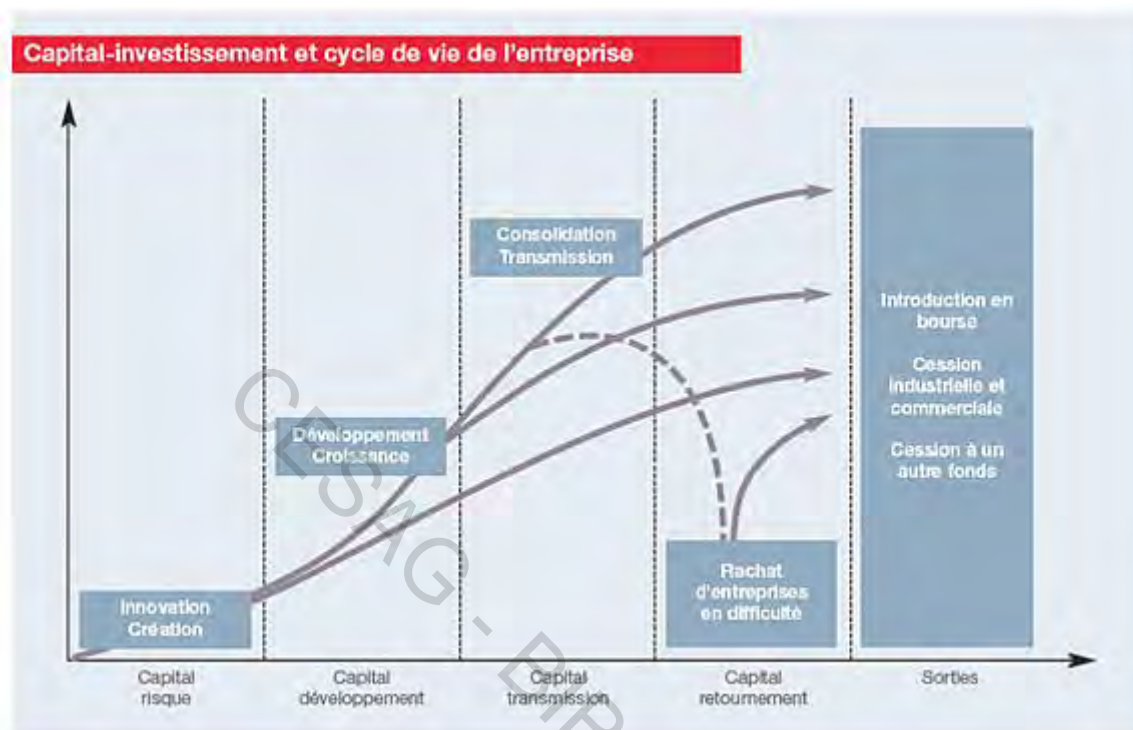 Capital-investissement et cycle de vie de l'entreprise
Consolidation
Transmission
Introduction en
bourse
Cession
industrielle et
commerciale
Cession à un
autre fonds
Développement
Croissance
Rachat
d'entreprises
en difficulté
Innovation
Création
Capital
risque
Capital
développement
Capital
transmission
Capital
retournement
Sorties
CESAG - BIB